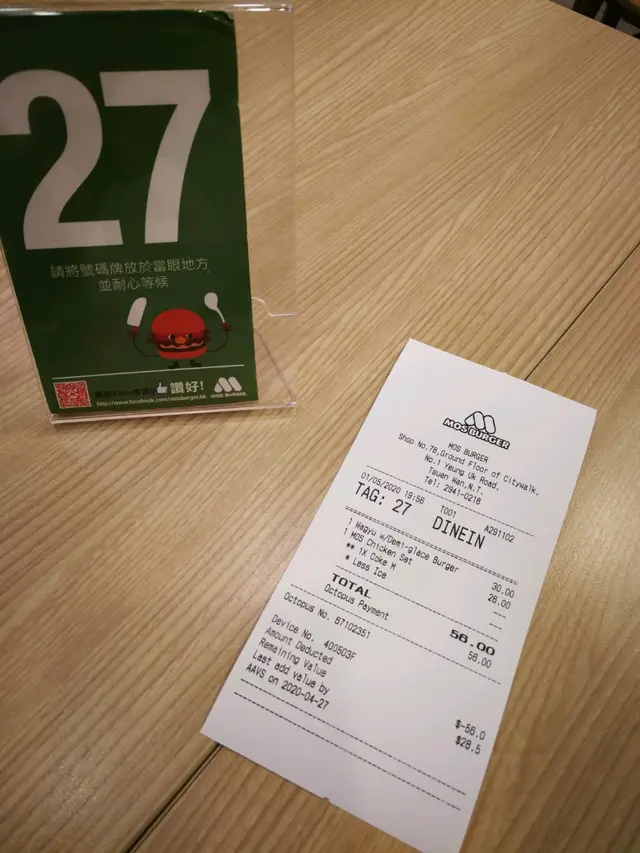 27
請將號碼牌放於當眼地方
並耐心等候
讚好!
MOS BURGER
http://www.facebook.com/mosburger.hk
MOS BURGER
MOS BURGER
Shop No.78,Ground Floor of Citywalk,
No.1 Yeung Uk Road,
Tsuen Wan,N.T.
Tel: 2941-0218
01/05/2020 19:56 T001 A291102
TAG: 27 DINEIN
1 Wagyu W/Demi-glace Burger 30.00
1 MOS Chicken Set 26.00
** 1X Coke M ---
* Less Ice ---
TOTAL 56.00
Octopus Payment 56.00
Octopus No. 67102351
Device No. 400503F
Amount Deducted $-56.0
Remaining Value $28.5
Last add value by
AAVS on 2020-04-27